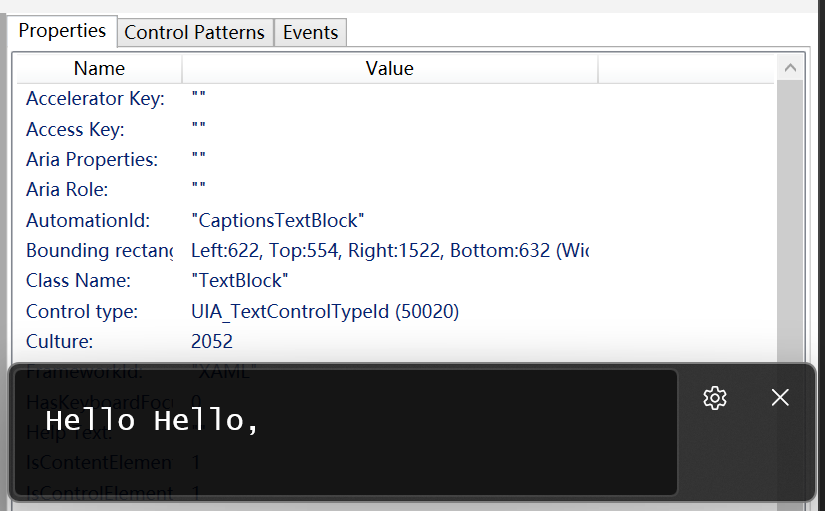 Properties Control Patterns Events
Name Value
Accelerator Key: ""
Access Key: ""
Aria Properties: ""
Aria Role: ""
AutomationId: "CaptionsTextBlock"
Bounding rectang Left:622, Top:554, Right:1522, Bottom:632 (Wid
Class Name: "TextBlock"
Control type: UIA_TextControlTypeId (50020)
Culture: 2052
FrameworkId: "XAML"
HasKeyboardFoc 0
Hello Hello,
Help Text: ""
IsContentElemen 1
IsControlElement 1